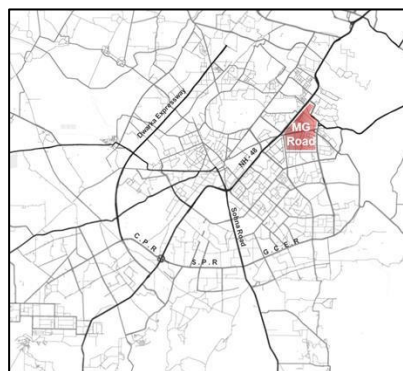 Dwarka Expressway
MG
Road
NH - 48
Sohna Road
C . P . R
G . C . E . R
S . P . R